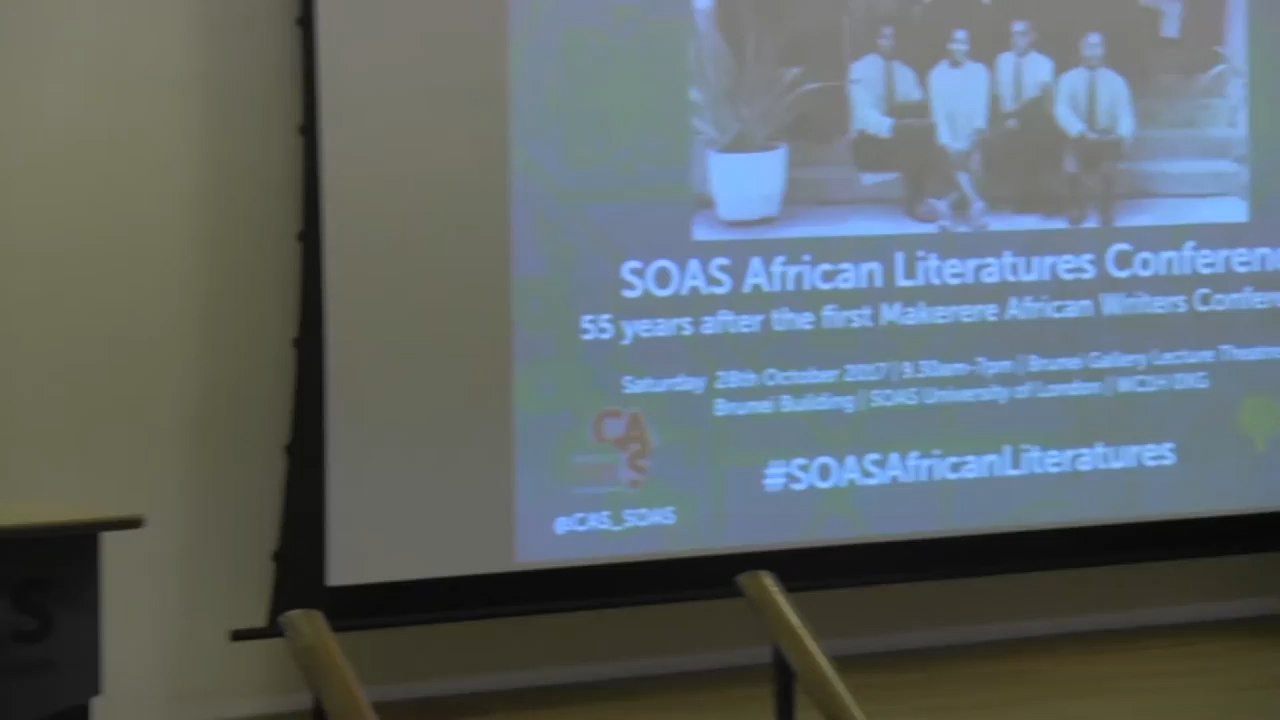 SOAS African Literatures Conferen
55 years after the first Makerere African Writers Confer
Saturday 28th October 2017 | 9.30am-7pm | Brunei Gallery Lecture Theatre
Brunei Building | SOAS University of London | WC1H 0XG
CAS
#SOASAfricanLiteratures
@CAS_SOAS
S